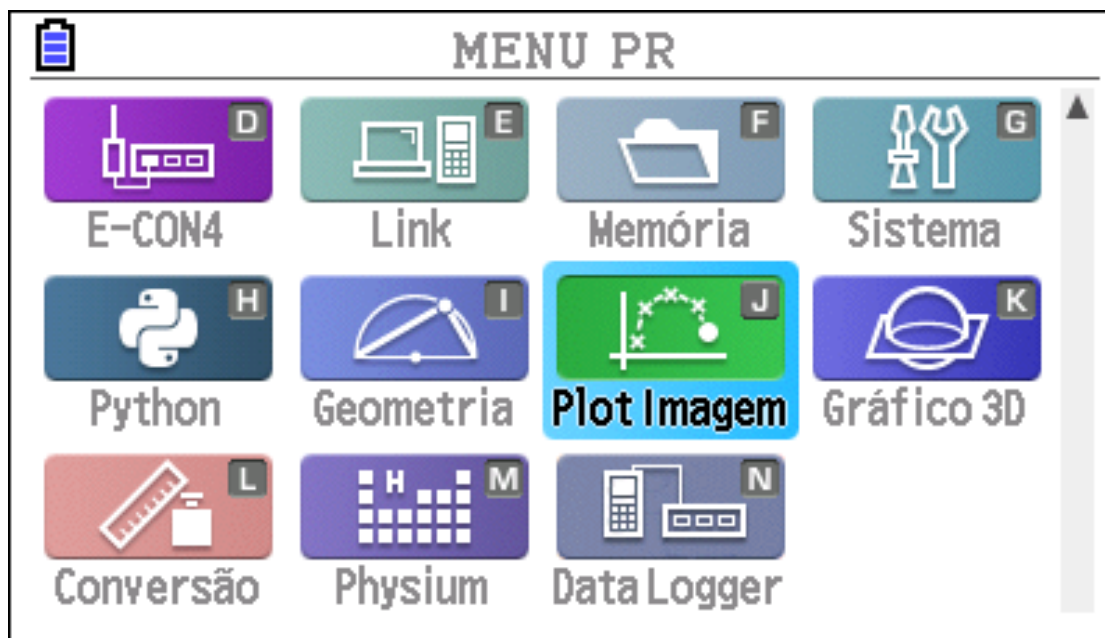 MENU PR
D E F G
E-CON4 Link Memória Sistema
H I J K
Python Geometria Plot Imagem Gráfico 3D
L H M N
Conversão Physium Data Logger